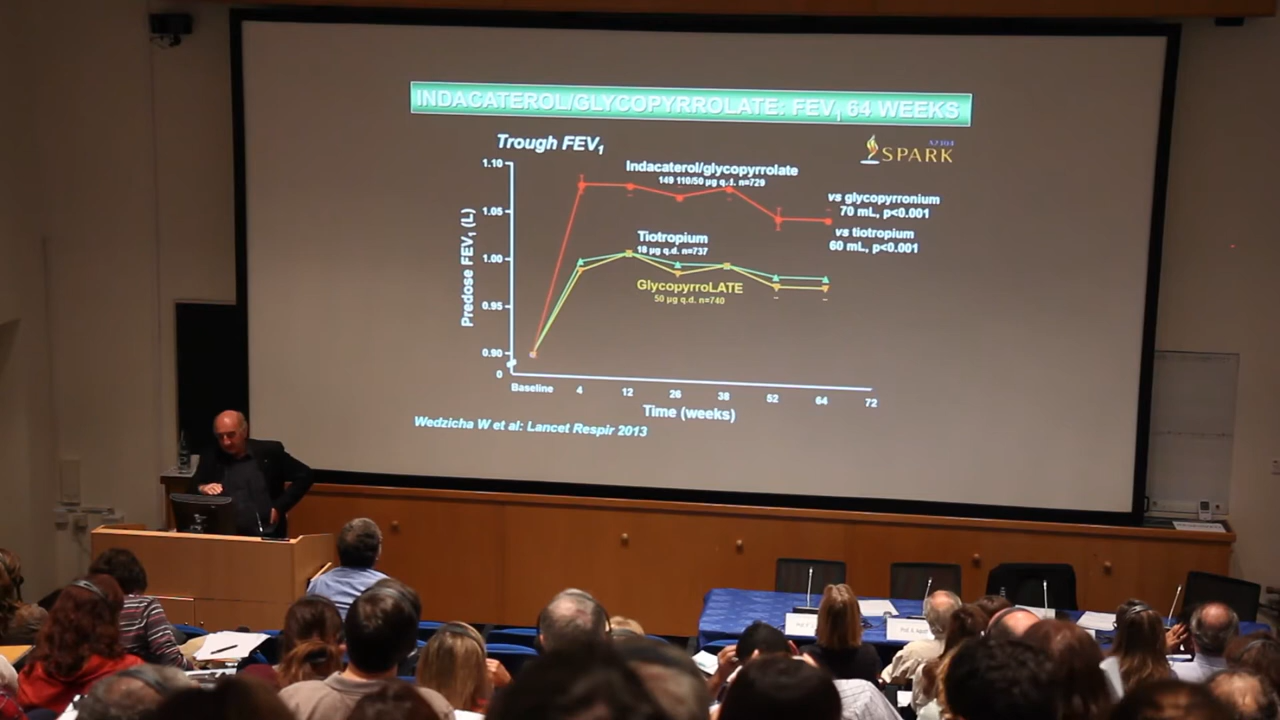 INDACATEROL/GLYCOPYRROLATE: FEV1 64 WEEKS
Trough FEV1
SPARK
Indacaterol/glycopyrrolate
149 110/50 µg q.d. n=729
vs glycopyrronium
70 mL, p<0.001
vs tiotropium
60 mL, p<0.001
Tiotropium
18 µg q.d. n=737
GlycopyrroLATE
50 µg q.d. n=740
Predose FEV1 (L)
1.10
1.05
1.00
0.95
0.90
0
Baseline 4 12 26 38 52 64 72
Time (weeks)
Wedzicha W et al: Lancet Respir 2013